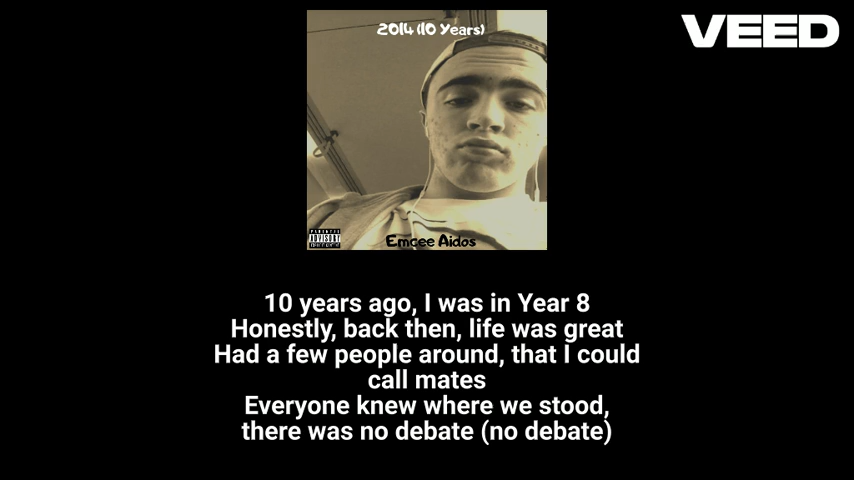 2014 (10 Years)
VEED
PARENTAL
ADVISORY
Emcee Aidos
10 years ago, I was in Year 8
Honestly, back then, life was great
Had a few people around, that I could
call mates
Everyone knew where we stood,
there was no debate (no debate)